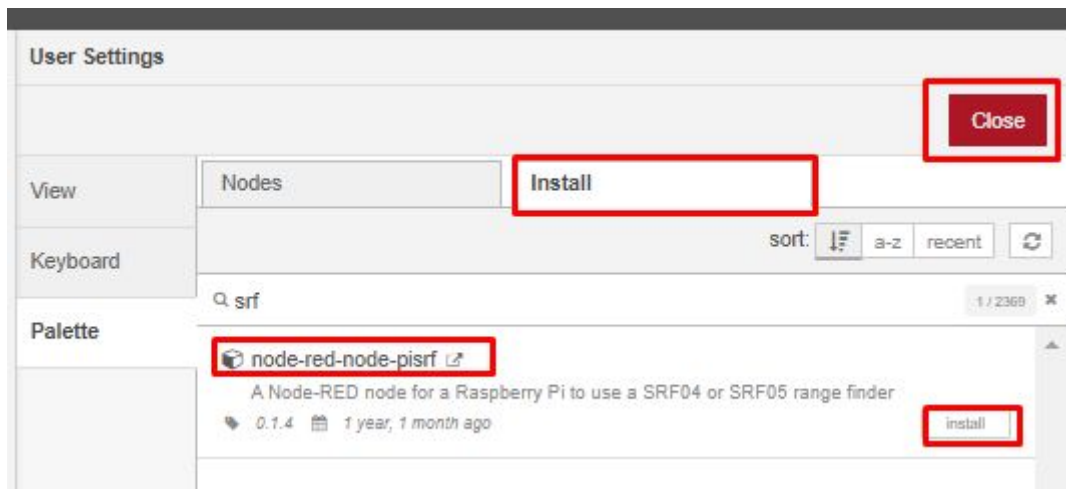 User Settings
Close
View
Nodes
Install
sort: a-z recent
Keyboard
srf
1 / 2369 ✖
Palette
node-red-node-pisrf
A Node-RED node for a Raspberry Pi to use a SRF04 or SRF05 range finder
0.1.4 1 year, 1 month ago
install